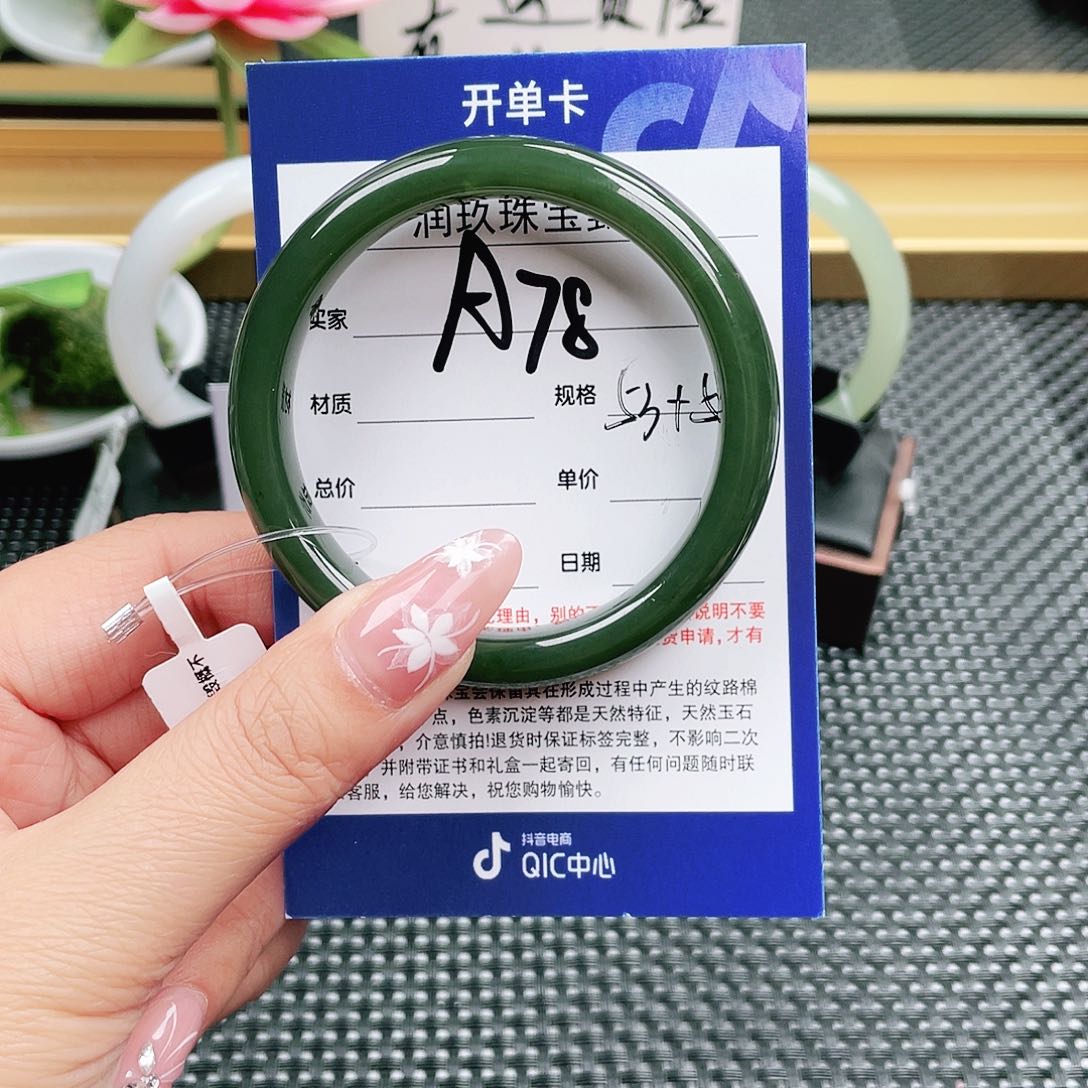 开单卡
润玖珠宝
A78
卖家
材质
规格
总价
单价
日期
理由，别的
说明不要
申请，才有
宝会保留其在形成过程中产生的纹路棉
点，色素沉淀等都是天然特征，天然玉石
，介意慎拍!退货时保证标签完整，不影响二次
并附带证书和礼盒一起寄回，有任何问题随时联
客服，给您解决，祝您购物愉快。
抖音电商
QIC中心